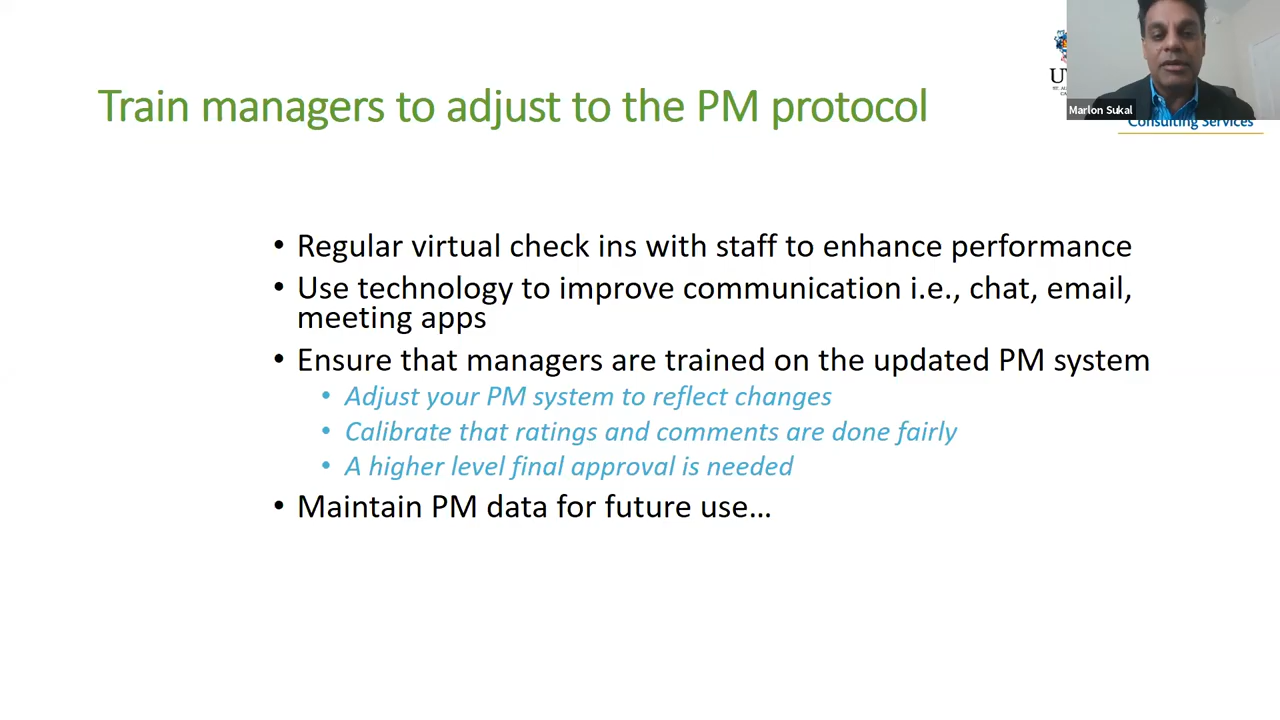 Train managers to adjust to the PM protocol
Marlon Sukal
Consulting Services
• Regular virtual check ins with staff to enhance performance
• Use technology to improve communication i.e., chat, email,
meeting apps
• Ensure that managers are trained on the updated PM system
• Adjust your PM system to reflect changes
• Calibrate that ratings and comments are done fairly
• A higher level final approval is needed
• Maintain PM data for future use…